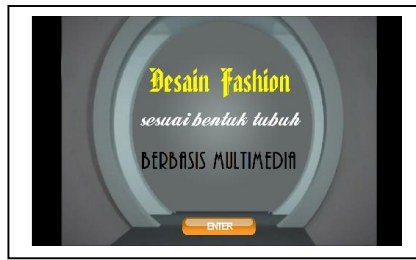 Desain Fashion
sesuai bentuk tubuh
BERBASIS MULTIMEDIA
ENTER